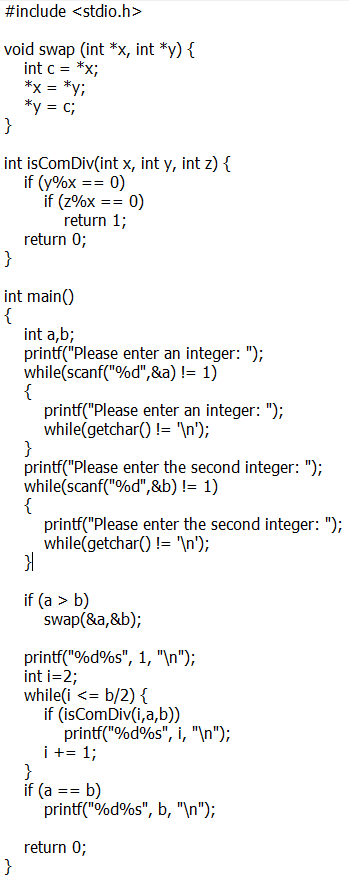 #include <stdio.h>

void swap (int *x, int *y) {
    int c = *x;
    *x = *y;
    *y = c;
}

int isComDiv(int x, int y, int z) {
    if (y%x == 0)
        if (z%x == 0)
            return 1;
    return 0;
}

int main()
{
    int a,b;
    printf("Please enter an integer: ");
    while(scanf("%d",&a) != 1)
    {
        printf("Please enter an integer: ");
        while(getchar() != '\n');
    }
    printf("Please enter the second integer: ");
    while(scanf("%d",&b) != 1)
    {
        printf("Please enter the second integer: ");
        while(getchar() != '\n');
    }

    if (a > b)
        swap(&a,&b);

    printf("%d%s", 1, "\n");
    int i=2;
    while(i <= b/2) {
        if (isComDiv(i,a,b))
            printf("%d%s", i, "\n");
        i += 1;
    }
    if (a == b)
        printf("%d%s", b, "\n");

    return 0;
}